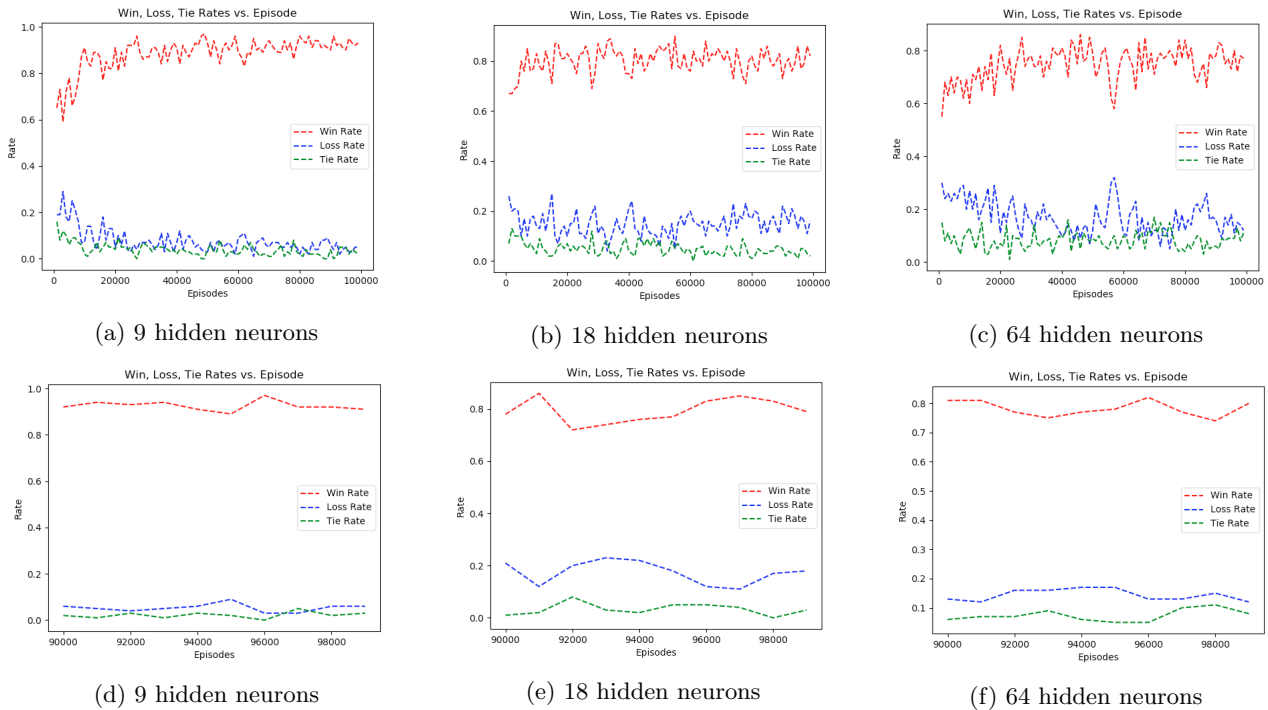 Win, Loss, Tie Rates vs. Episode
1.0
0.8
0.6
0.4
0.2
0.0
Rate
Win Rate
Loss Rate
Tie Rate
0
20000
40000
60000
80000
100000
Episodes
(a) 9 hidden neurons
Win, Loss, Tie Rates vs. Episode
0.8
0.6
0.4
0.2
0.0
Rate
Win Rate
Loss Rate
Tie Rate
0
20000
40000
60000
80000
100000
Episodes
(b) 18 hidden neurons
Win, Loss, Tie Rates vs. Episode
0.8
0.6
0.4
0.2
0.0
Rate
Win Rate
Loss Rate
Tie Rate
0
20000
40000
60000
80000
100000
Episodes
(c) 64 hidden neurons
Win, Loss, Tie Rates vs. Episode
1.0
0.8
0.6
0.4
0.2
0.0
Rate
Win Rate
Loss Rate
Tie Rate
90000
92000
94000
96000
98000
Episodes
(d) 9 hidden neurons
Win, Loss, Tie Rates vs. Episode
0.8
0.6
0.4
0.2
0.0
Rate
Win Rate
Loss Rate
Tie Rate
90000
92000
94000
96000
98000
Episodes
(e) 18 hidden neurons
Win, Loss, Tie Rates vs. Episode
0.8
0.7
0.6
0.5
0.4
0.3
0.2
0.1
Rate
Win Rate
Loss Rate
Tie Rate
90000
92000
94000
96000
98000
Episodes
(f) 64 hidden neurons